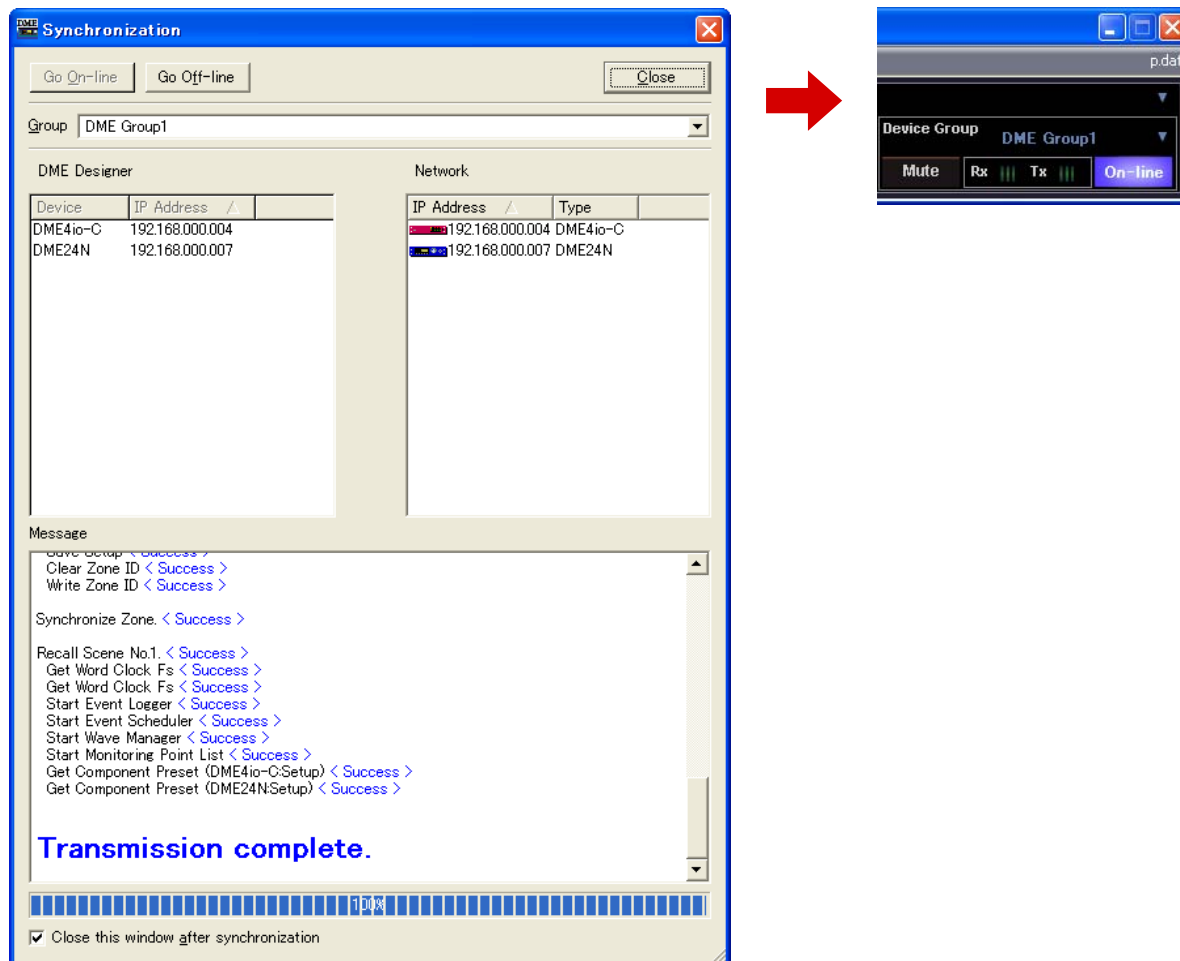 DME
Synchronization
Go On-line
Go Off-line
Close
Group
DME Group1
DME Designer
Network
Device
IP Address
IP Address
Type
DME4io-C
192.168.000.004
192.168.000.004
DME4io-C
DME24N
192.168.000.007
192.168.000.007
DME24N
Message
Save Setup < Success >
Clear Zone ID < Success >
Write Zone ID < Success >
Synchronize Zone. < Success >
Recall Scene No.1. < Success >
Get Word Clock Fs < Success >
Get Word Clock Fs < Success >
Start Event Logger < Success >
Start Event Scheduler < Success >
Start Wave Manager < Success >
Start Monitoring Point List < Success >
Get Component Preset (DME4io-C:Setup) < Success >
Get Component Preset (DME24N:Setup) < Success >
Transmission complete.
100%
Close this window after synchronization
p.daf
Device Group
DME Group1
Mute
Rx
Tx
On-line